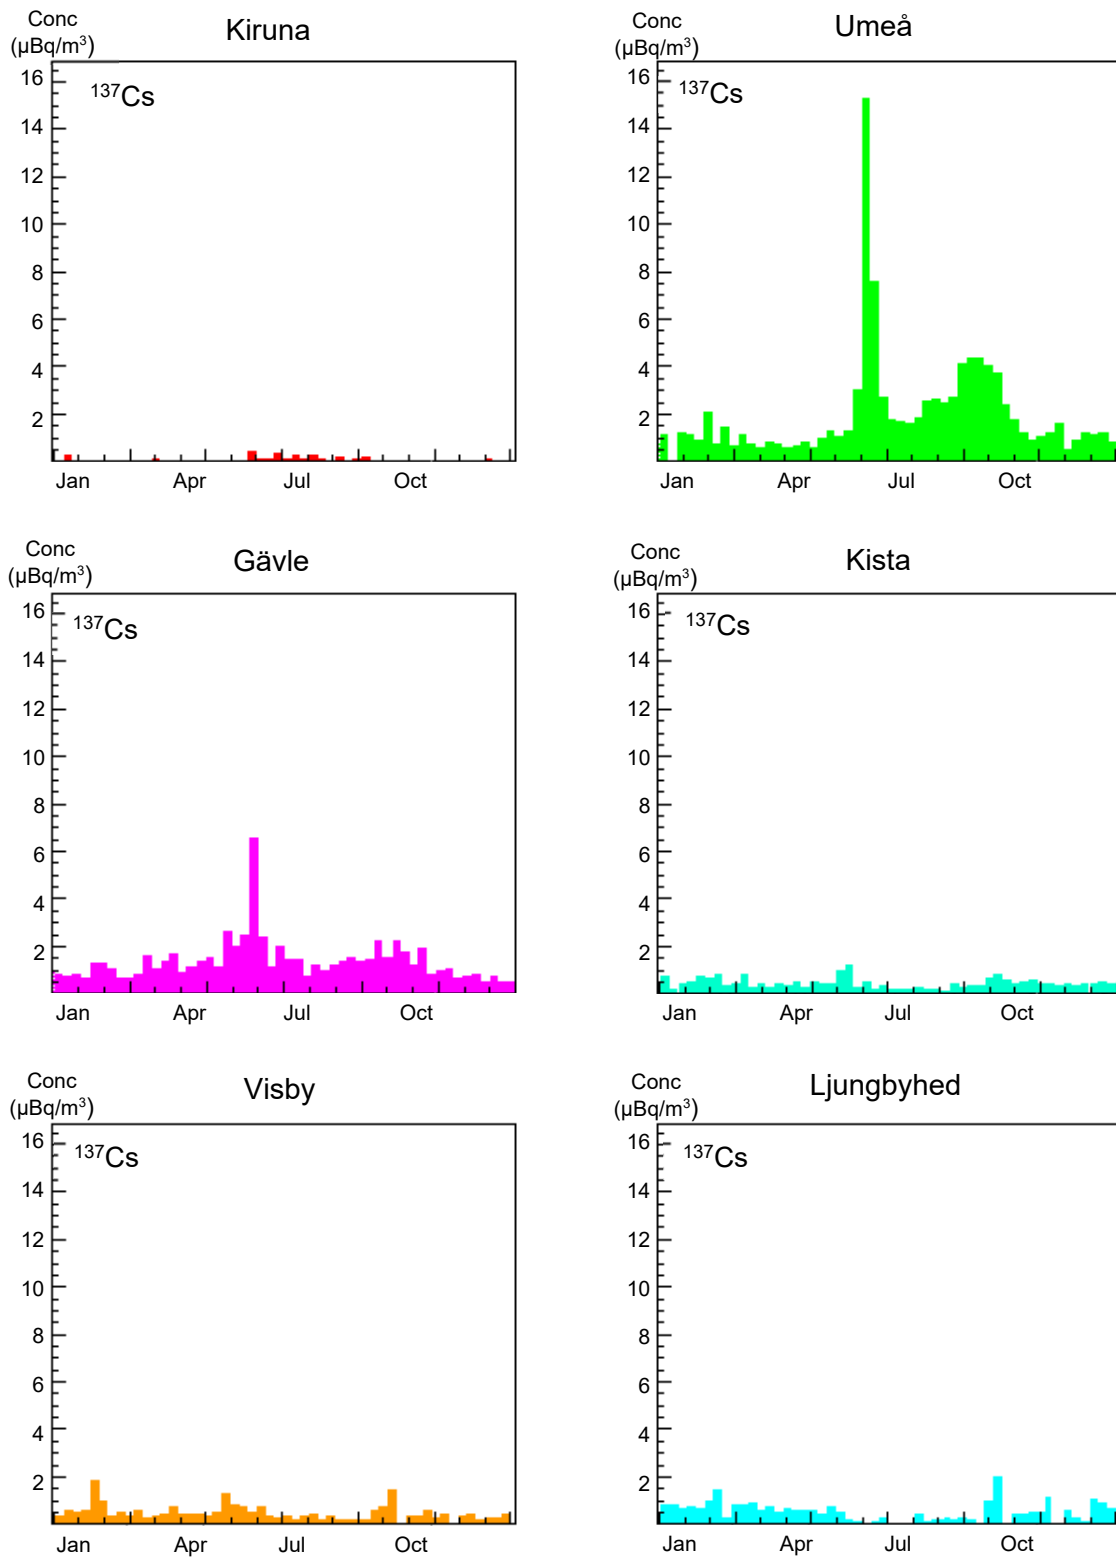 Conc
(µBq/m³)
Kiruna
¹³⁷Cs
16
14
12
10
8
6
4
2
Jan Apr Jul Oct
Conc
(µBq/m³)
Umeå
¹³⁷Cs
16
14
12
10
8
6
4
2
Jan Apr Jul Oct
Conc
(µBq/m³)
Gävle
¹³⁷Cs
16
14
12
10
8
6
4
2
Jan Apr Jul Oct
Conc
(µBq/m³)
Kista
¹³⁷Cs
16
14
12
10
8
6
4
2
Jan Apr Jul Oct
Conc
(µBq/m³)
Visby
¹³⁷Cs
16
14
12
10
8
6
4
2
Jan Apr Jul Oct
Conc
(µBq/m³)
Ljungbyhed
¹³⁷Cs
16
14
12
10
8
6
4
2
Jan Apr Jul Oct